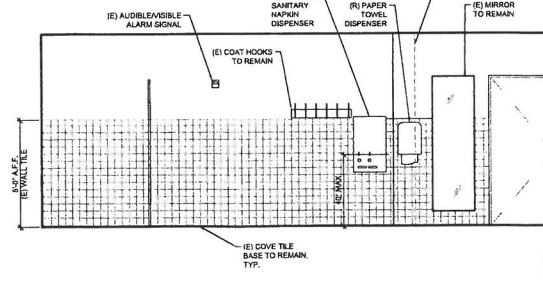 (E) AUDIBLE/VISIBLE
ALARM SIGNAL
SANITARY
NAPKIN
DISPENSER
(R) PAPER
TOWEL
DISPENSER
(E) MIRROR
TO REMAIN
(E) COAT HOOKS
TO REMAIN
5'-0" A.F.F.
(E) WALL TILE
40" MAX.
(E) COVE TILE
BASE TO REMAIN,
TYP.